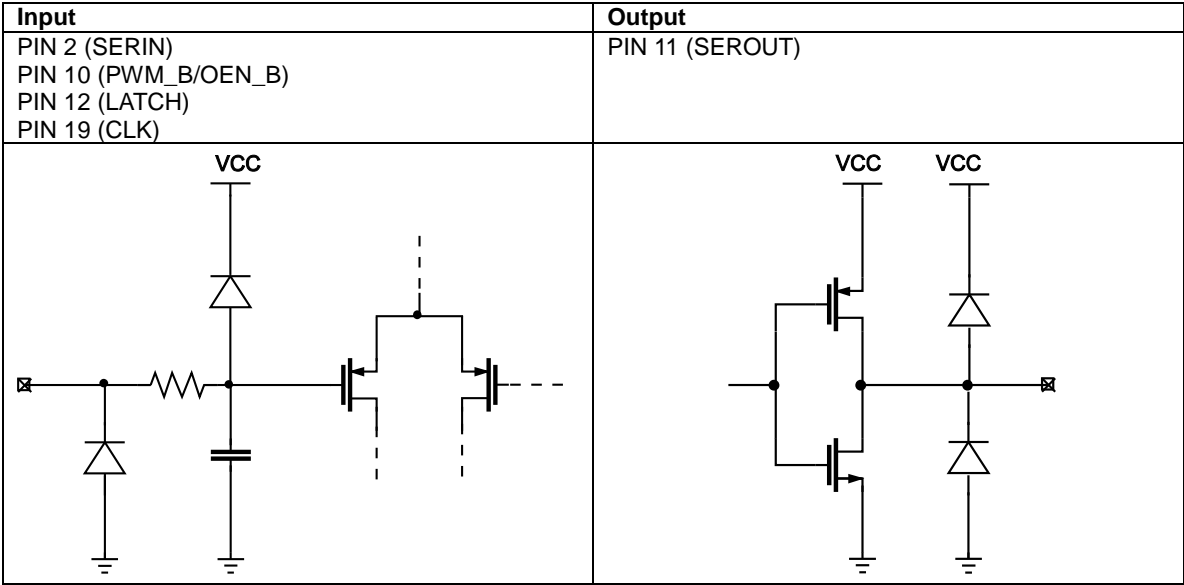 Input
Output
PIN 2 (SERIN)
PIN 10 (PWM_B/OEN_B)
PIN 12 (LATCH)
PIN 19 (CLK)
PIN 11 (SEROUT)
VCC
VCC
VCC